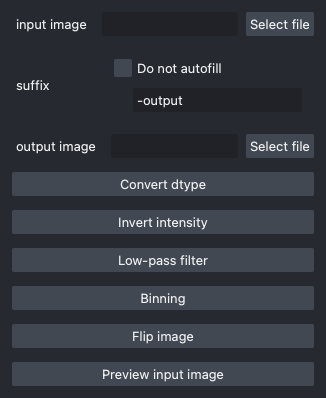 input image Select file
Do not autofill
suffix
-output
output image Select file
Convert dtype
Invert intensity
Low-pass filter
Binning
Flip image
Preview input image